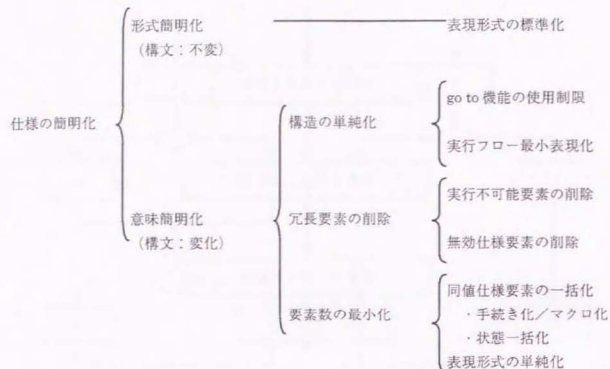 形式簡明化
(構文：不変)
表現形式の標準化
仕様の簡明化
構造の単純化
go to 機能の使用制限
実行フロー最小表現化
意味簡明化
(構文：変化)
冗長要素の削除
実行不可能要素の削除
無効仕様要素の削除
要素数の最小化
同値仕様要素の一括化
・手続き化／マクロ化
・状態一括化
表現形式の単純化